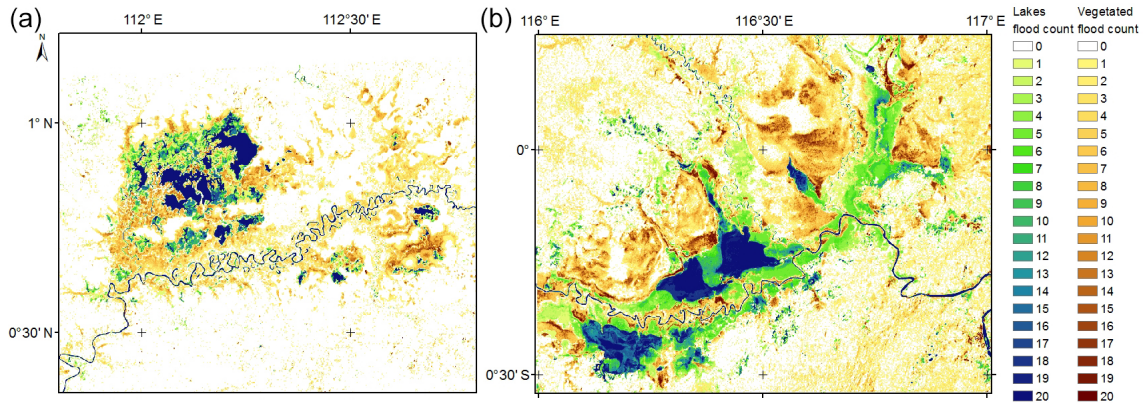 (a)
112° E
112°30' E
N
1° N
0°30' N
(b)
116° E
116°30' E
117° E
0°
0°30' S
Lakes Vegetated
flood count flood count
0 0
1 1
2 2
3 3
4 4
5 5
6 6
7 7
8 8
9 9
10 10
11 11
12 12
13 13
14 14
15 15
16 16
17 17
18 18
19 19
20 20